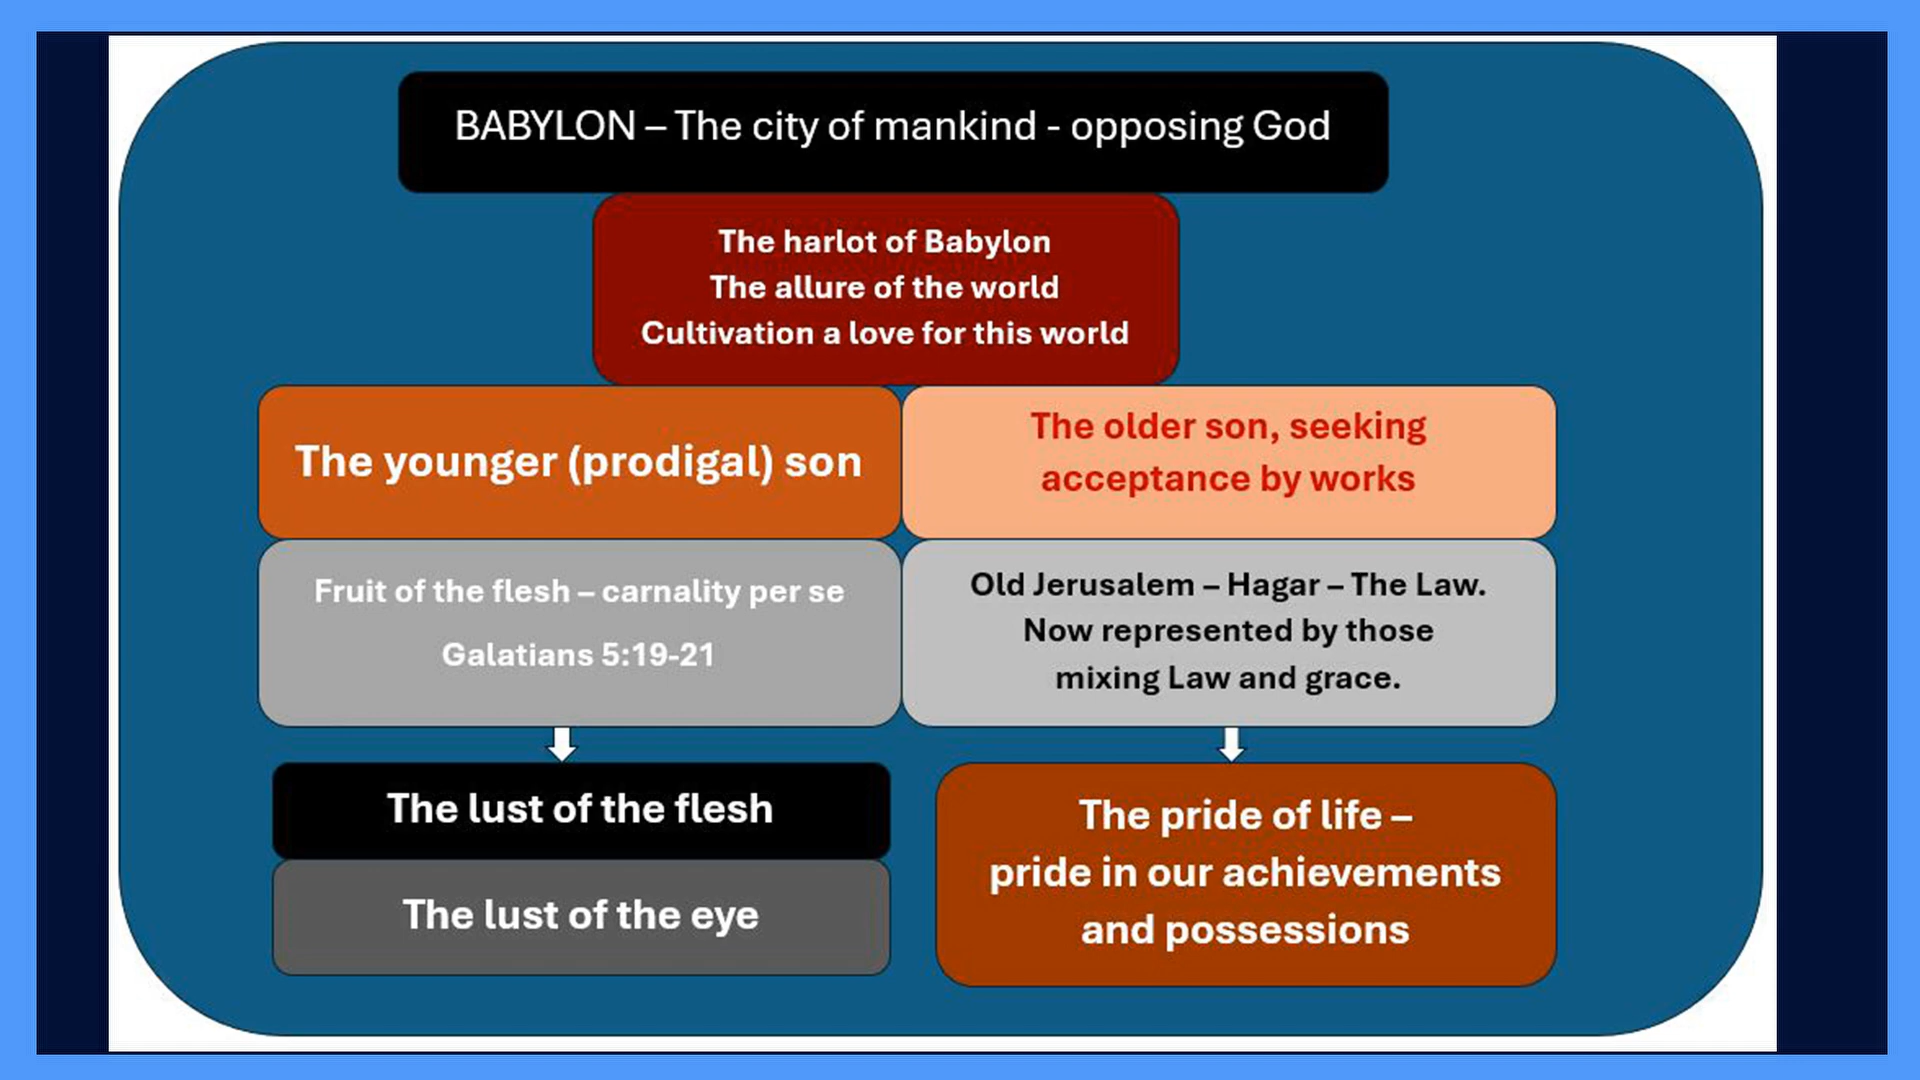 BABYLON – The city of mankind - opposing God
The harlot of Babylon
The allure of the world
Cultivation a love for this world
The younger (prodigal) son
The older son, seeking
acceptance by works
Fruit of the flesh – carnality per se
Galatians 5:19-21
Old Jerusalem – Hagar – The Law.
Now represented by those
mixing Law and grace.
The lust of the flesh
The lust of the eye
The pride of life –
pride in our achievements
and possessions